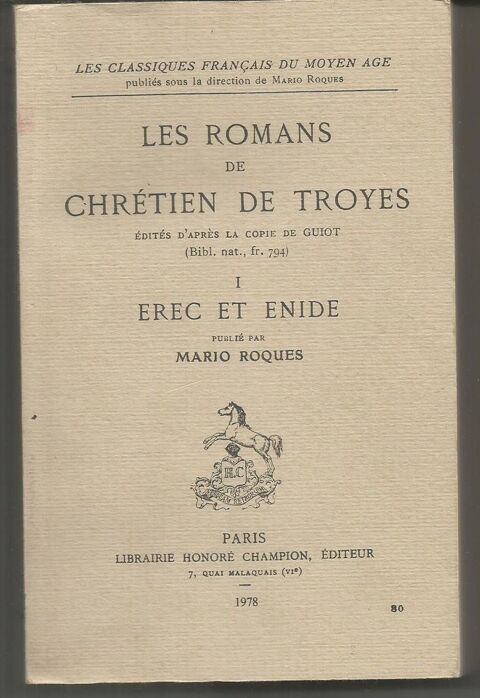 LES CLASSIQUES FRANÇAIS DU MOYEN AGE
publiés sous la direction de MARIO ROQUES
LES ROMANS
DE
CHRÉTIEN DE TROYES
ÉDITÉS D'APRÈS LA COPIE DE GUIOT
(Bibl. nat., fr. 794)
I
EREC ET ENIDE
PUBLIÉ PAR
MARIO ROQUES
H.C
PARIS
LIBRAIRIE HONORÉ CHAMPION, ÉDITEUR
7, QUAI MALAQUAIS (VIe)
1978
80